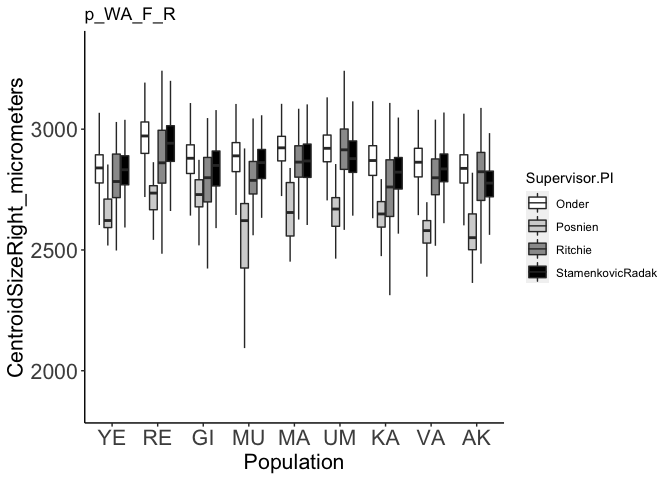 p_WA_F_R
CentroidSizeRight_micrometers
3000
2500
2000
YE RE GI MU MA UM KA VA AK
Population
Supervisor.PI
Onder
Posnien
Ritchie
StamenkovicRadak